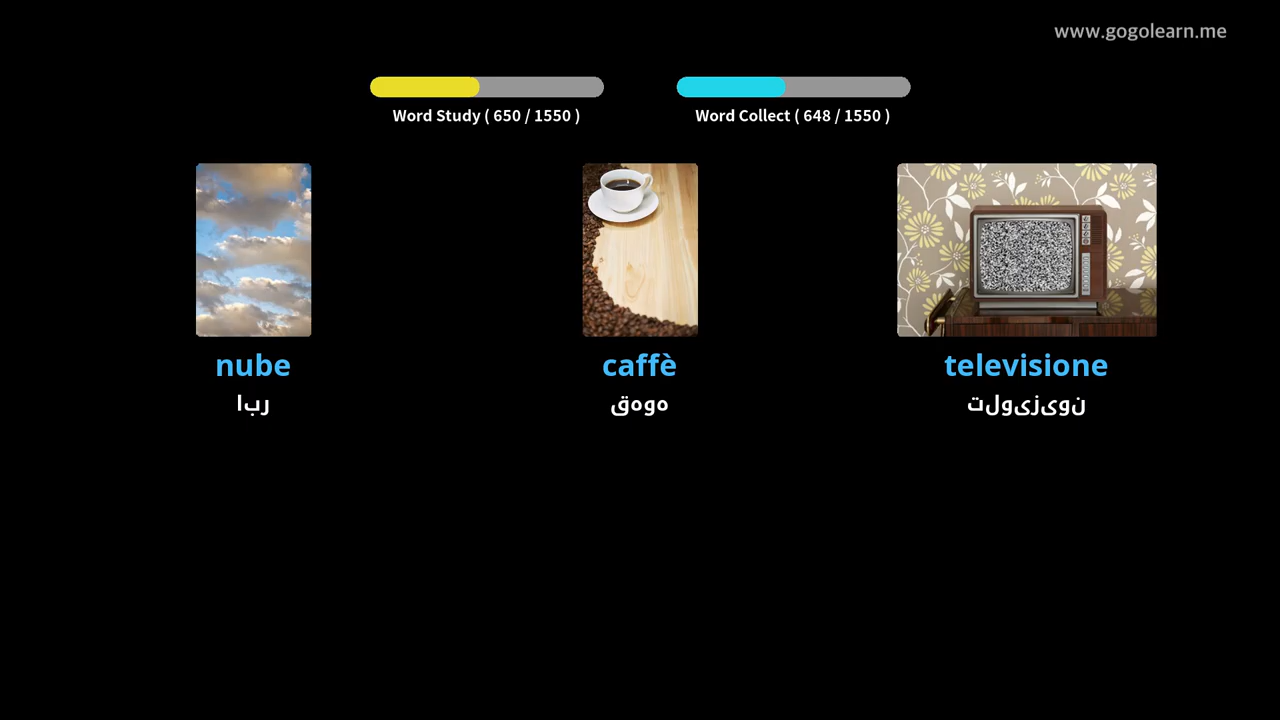 www.gogolearn.me
Word Study ( 650 / 1550 )
Word Collect ( 648 / 1550 )
nube
caffè
televisione
ابر
قهوه
تلویزیون